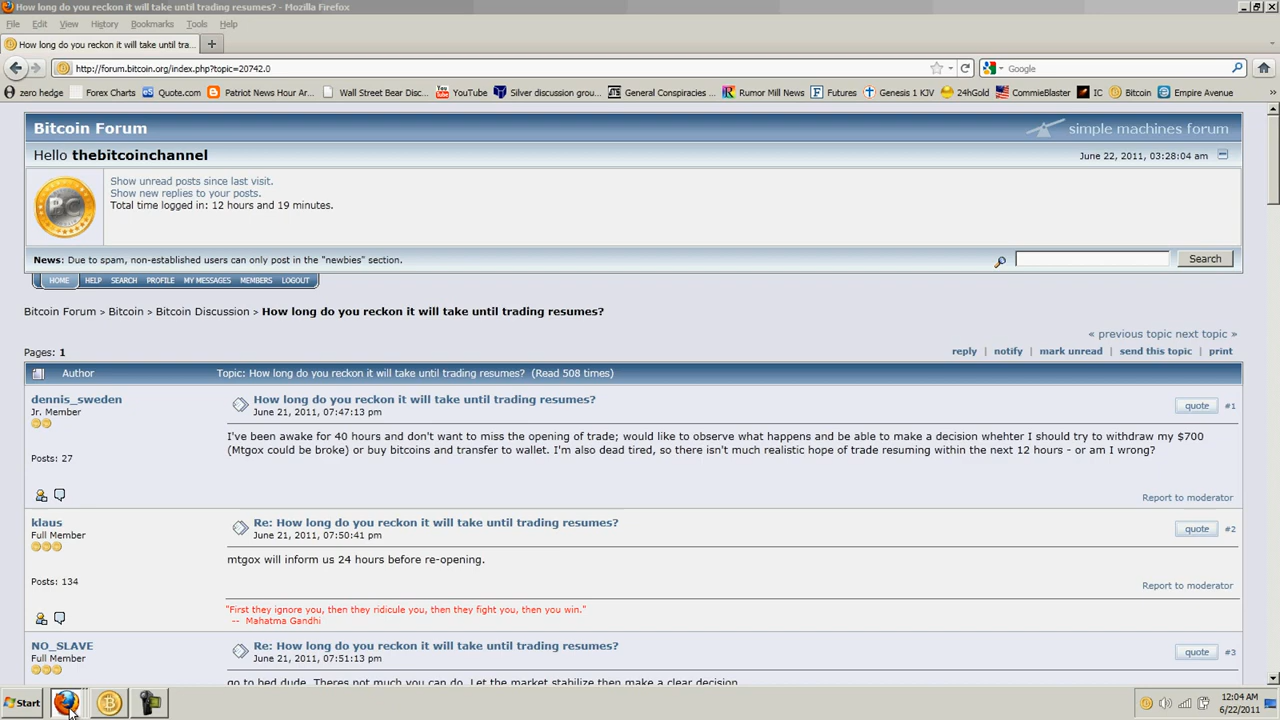 How long do you reckon it will take until trading resumes? - Mozilla Firefox
File Edit View History Bookmarks Tools Help
How long do you reckon it will take until tra...
http://forum.bitcoin.org/index.php?topic=20742.0
Google
zero hedge Forex Charts Quote.com Patriot News Hour Ar... Wall Street Bear Disc... YouTube Silver discussion grou... General Conspiracies ... Rumor Mill News Futures Genesis 1 KJV 24hGold CommieBlaster IC Bitcoin Empire Avenue
Bitcoin Forum
simple machines forum
Hello thebitcoinchannel
June 22, 2011, 03:28:04 am
Show unread posts since last visit.
Show new replies to your posts.
Total time logged in: 12 hours and 19 minutes.
News: Due to spam, non-established users can only post in the "newbies" section.
Search
HOME HELP SEARCH PROFILE MY MESSAGES MEMBERS LOGOUT
Bitcoin Forum > Bitcoin > Bitcoin Discussion > How long do you reckon it will take until trading resumes?
« previous topic next topic »
Pages: 1
reply | notify | mark unread | send this topic | print
Author Topic: How long do you reckon it will take until trading resumes? (Read 508 times)
dennis_sweden
Jr. Member
Posts: 27
How long do you reckon it will take until trading resumes?
June 21, 2011, 07:47:13 pm
quote #1
I've been awake for 40 hours and don't want to miss the opening of trade; would like to observe what happens and be able to make a decision whehter I should try to withdraw my $700
(Mtgox could be broke) or buy bitcoins and transfer to wallet. I'm also dead tired, so there isn't much realistic hope of trade resuming within the next 12 hours - or am I wrong?
Report to moderator
klaus
Full Member
Posts: 134
Re: How long do you reckon it will take until trading resumes?
June 21, 2011, 07:50:41 pm
quote #2
mtgox will inform us 24 hours before re-opening.
Report to moderator
"First they ignore you, then they ridicule you, then they fight you, then you win."
-- Mahatma Gandhi
NO_SLAVE
Full Member
Re: How long do you reckon it will take until trading resumes?
June 21, 2011, 07:51:13 pm
quote #3
go to bed dude. Theres not much you can do. Let the market stabilize then make a clear decision.
Start
12:04 AM
6/22/2011